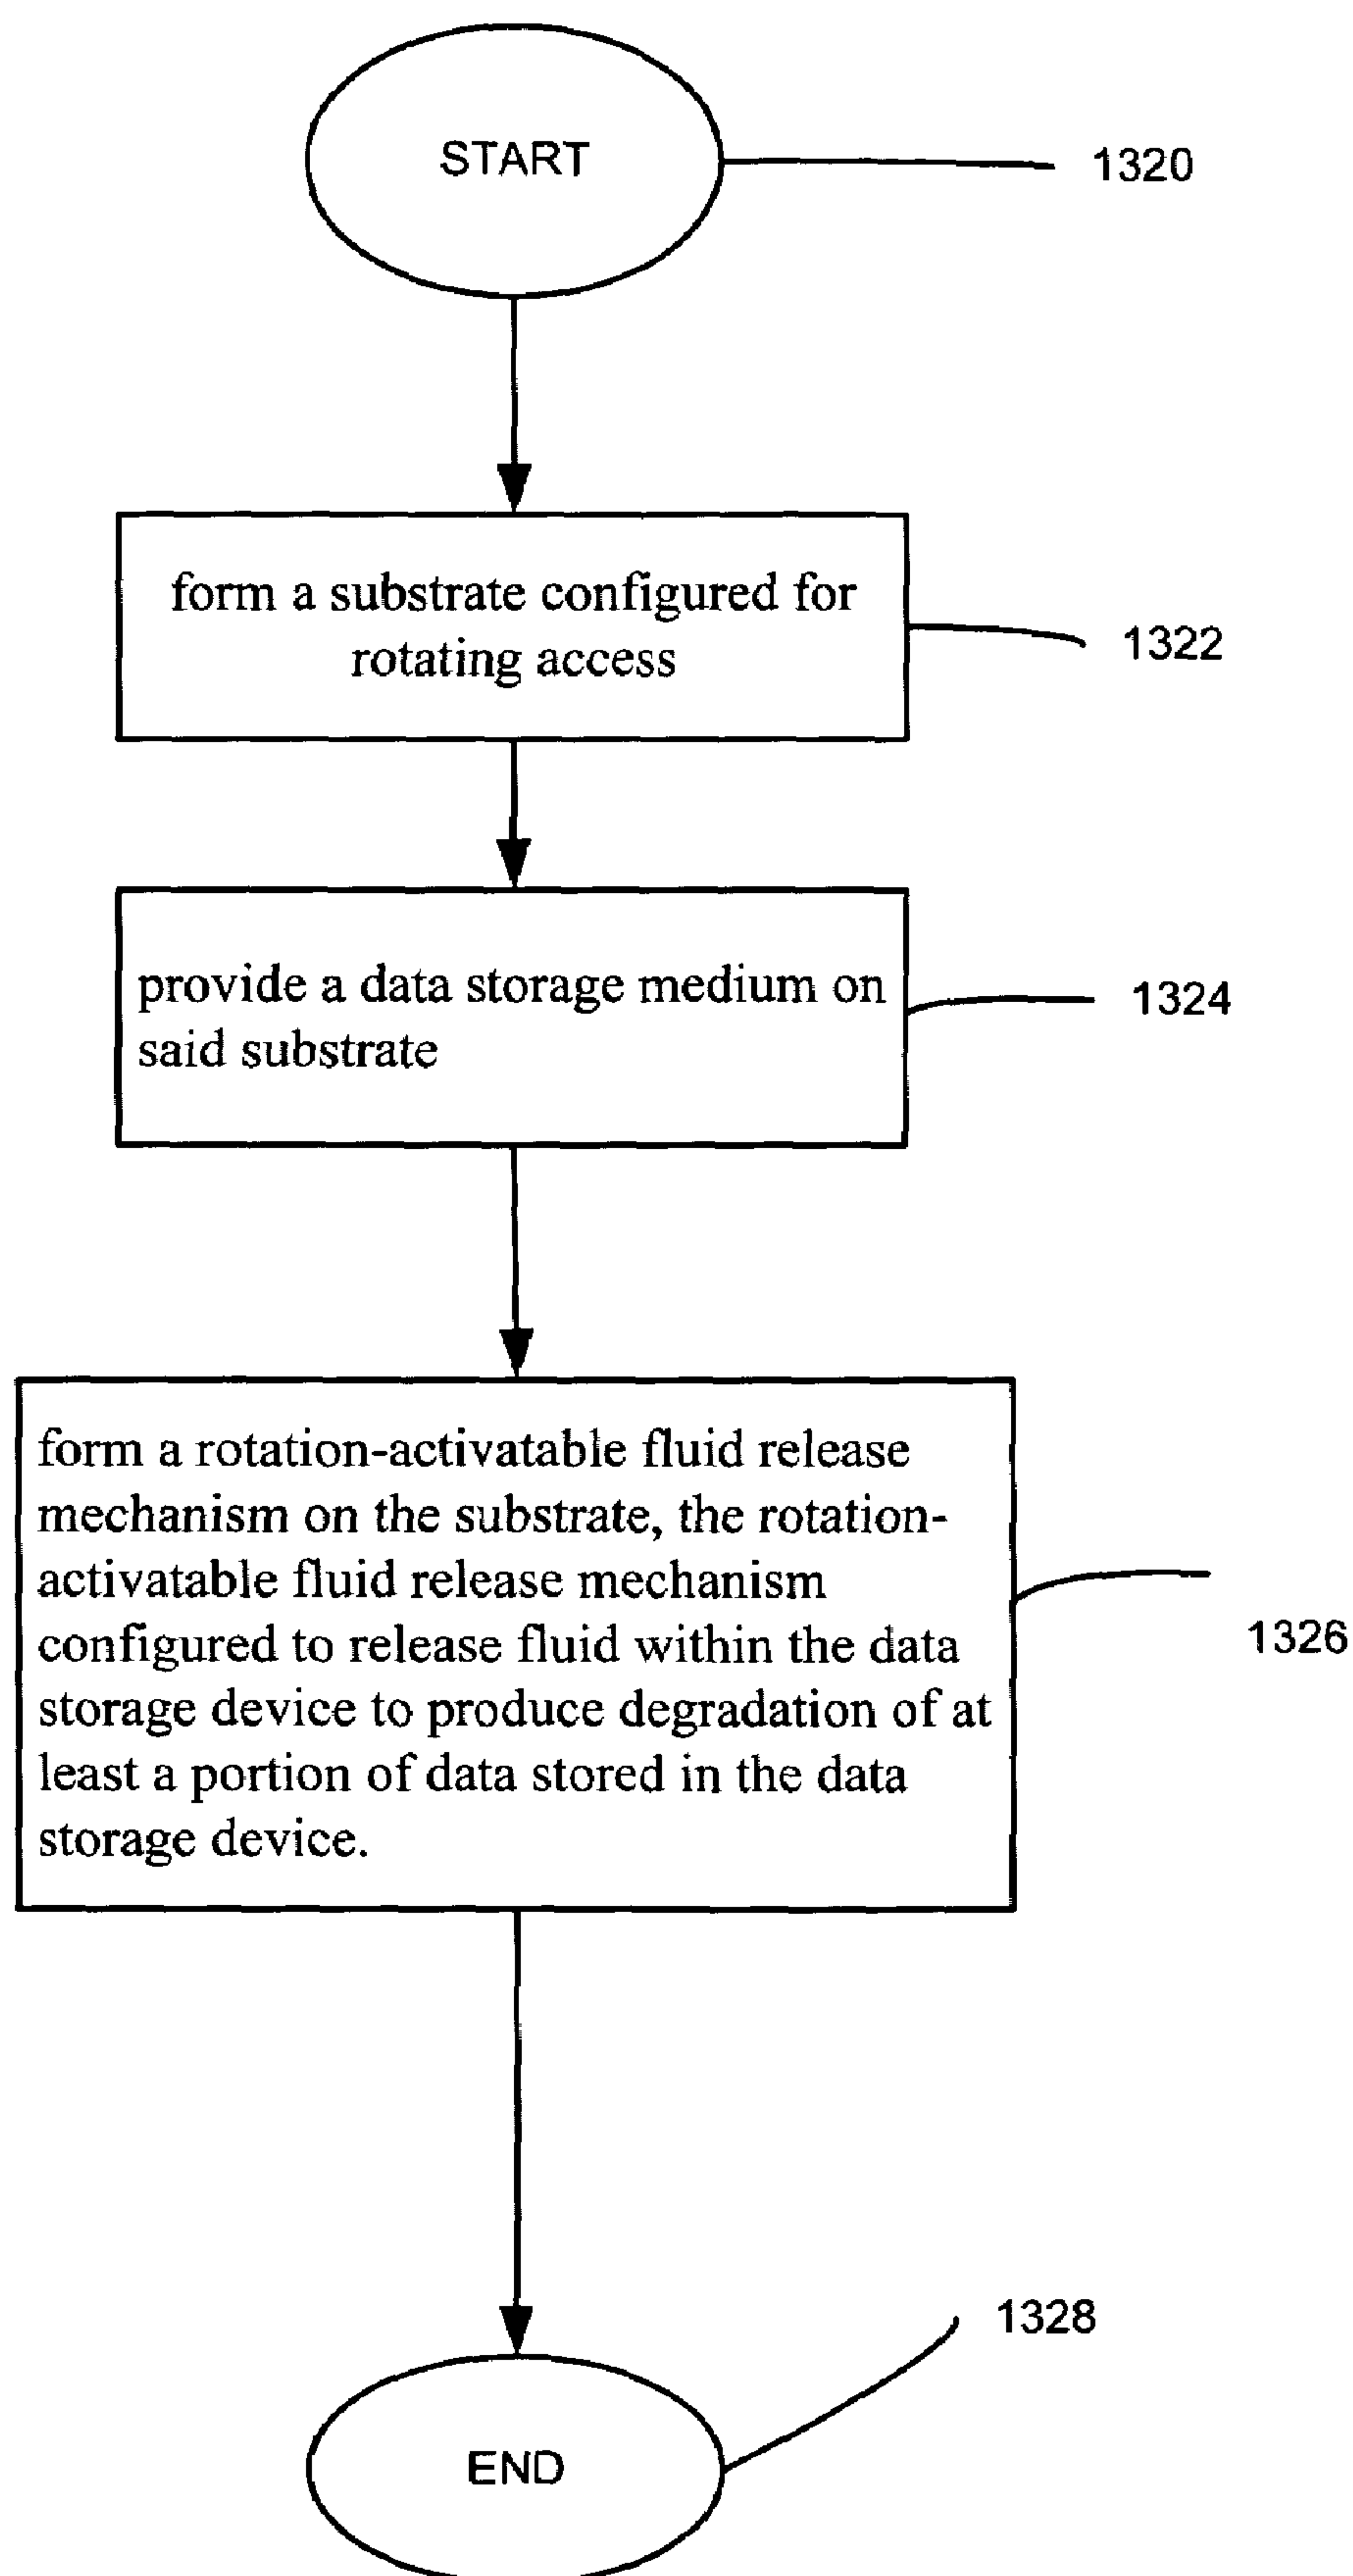 START
1320
form a substrate configured for
rotating access
1322
provide a data storage medium on
said substrate
1324
form a rotation-activatable fluid release
mechanism on the substrate, the rotation-
activatable fluid release mechanism
configured to release fluid within the data
storage device to produce degradation of at
least a portion of data stored in the data
storage device.
1326
1328
END